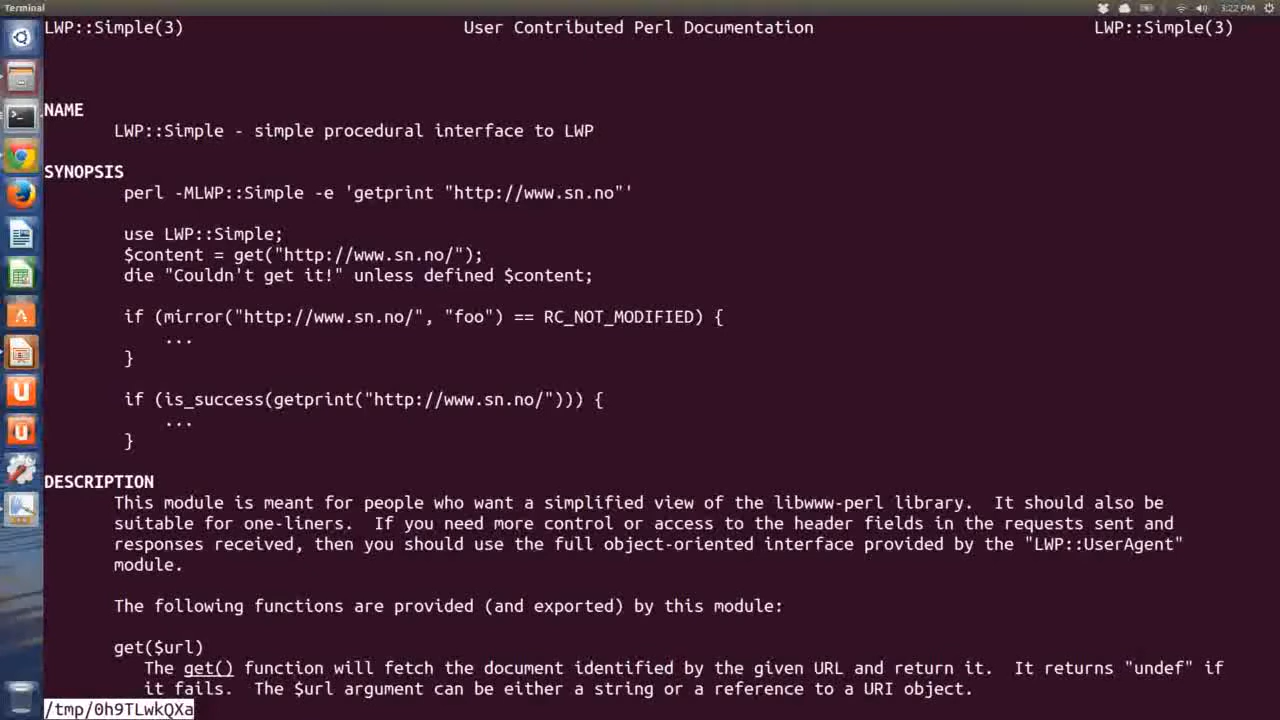 Terminal
3:22 PM
LWP::Simple(3) User Contributed Perl Documentation LWP::Simple(3)
NAME
LWP::Simple - simple procedural interface to LWP
SYNOPSIS
perl -MLWP::Simple -e 'getprint "http://www.sn.no"'
use LWP::Simple;
$content = get("http://www.sn.no/");
die "Couldn't get it!" unless defined $content;
if (mirror("http://www.sn.no/", "foo") == RC_NOT_MODIFIED) {
...
}
if (is_success(getprint("http://www.sn.no/"))) {
...
}
DESCRIPTION
This module is meant for people who want a simplified view of the libwww-perl library.  It should also be
suitable for one-liners.  If you need more control or access to the header fields in the requests sent and
responses received, then you should use the full object-oriented interface provided by the "LWP::UserAgent"
module.
The following functions are provided (and exported) by this module:
get($url)
The get() function will fetch the document identified by the given URL and return it.  It returns "undef" if
it fails.  The $url argument can be either a string or a reference to a URI object.
/tmp/0h9TLwkQXa